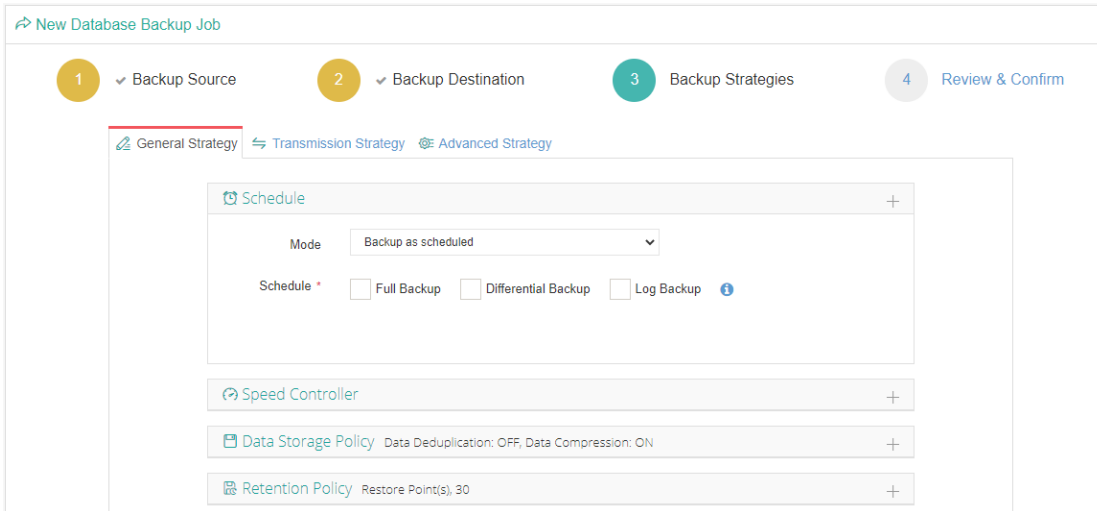 New Database Backup Job
1 Backup Source 2 Backup Destination 3 Backup Strategies 4 Review & Confirm
General Strategy Transmission Strategy Advanced Strategy
Schedule
Mode Backup as scheduled
Schedule * Full Backup Differential Backup Log Backup
Speed Controller
Data Storage Policy Data Deduplication: OFF, Data Compression: ON
Retention Policy Restore Point(s), 30